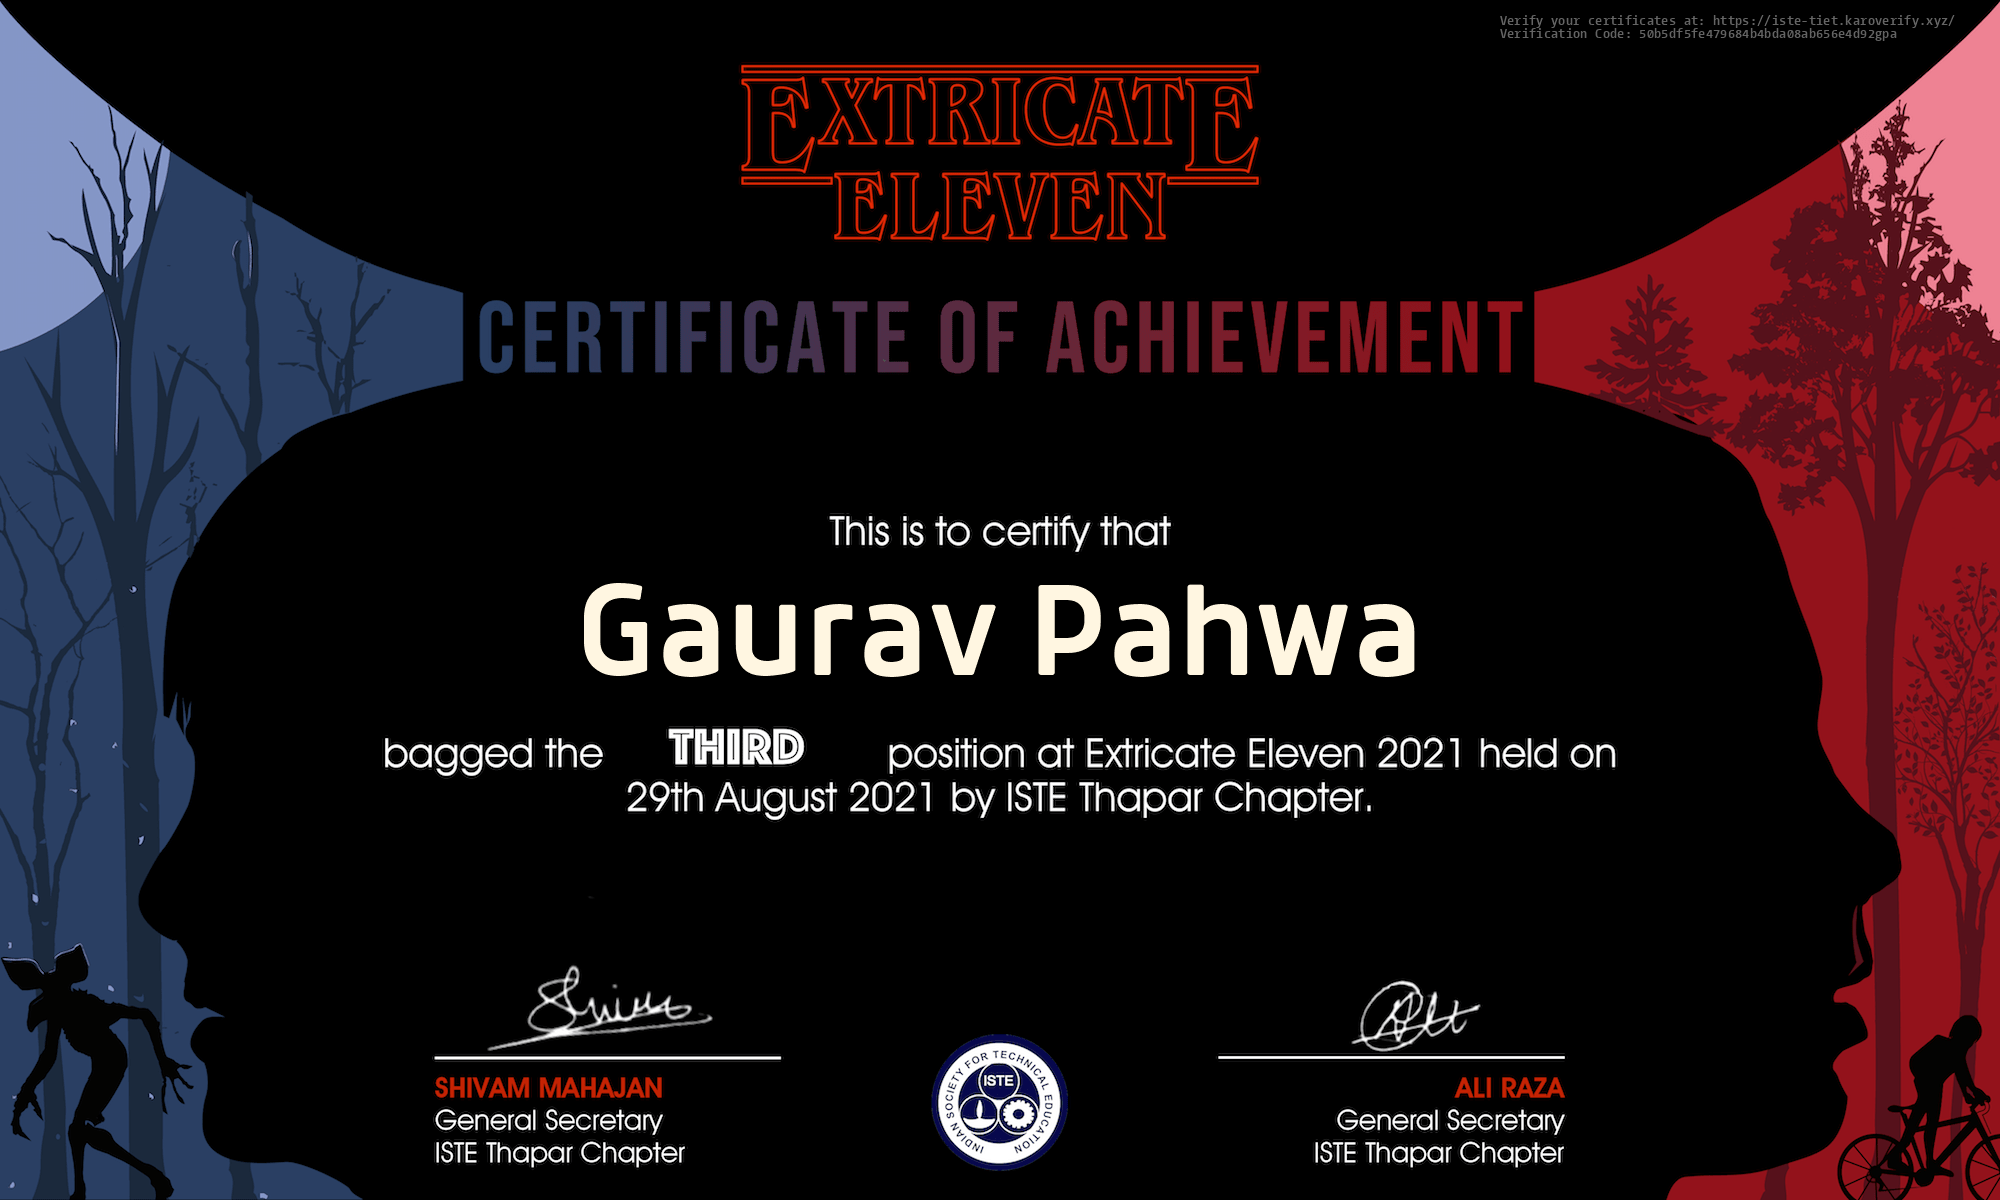 Verify your certificates at: https://iste-tiet.karoverify.xyz/
Verification Code: 50b5df5fe479684b4bda08ab656e4d92gpa
EXTRICATE
ELEVEN
CERTIFICATE OF ACHIEVEMENT
This is to certify that
Gaurav Pahwa
bagged the THIRD position at Extricate Eleven 2021 held on
29th August 2021 by ISTE Thapar Chapter.
SHIVAM MAHAJAN
General Secretary
ISTE Thapar Chapter
INDIAN SOCIETY FOR TECHNICAL EDUCATION
ISTE
ALI RAZA
General Secretary
ISTE Thapar Chapter